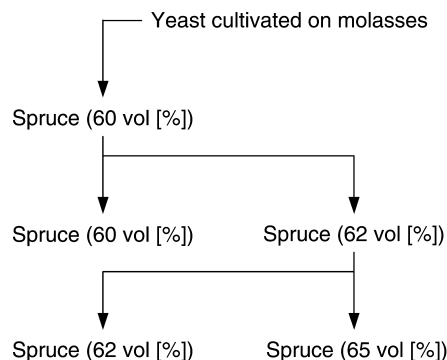 Yeast cultivated on molasses
Spruce (60 vol [%])
Spruce (60 vol [%])
Spruce (62 vol [%])
Spruce (62 vol [%])
Spruce (65 vol [%])